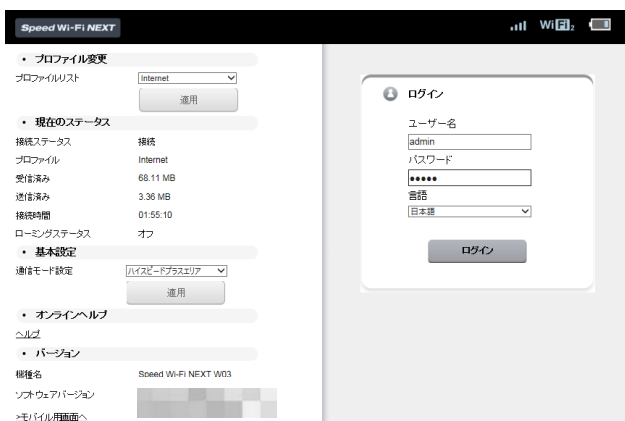 Speed Wi-Fi NEXT
WiFi2
・ プロファイル変更
プロファイルリスト Internet
適用
・ 現在のステータス
接続ステータス 接続
プロファイル Internet
受信済み 68.11 MB
送信済み 3.36 MB
接続時間 01:55:10
ローミングステータス オフ
・ 基本設定
通信モード設定 ハイスピードプラスエリア
適用
・ オンラインヘルプ
ヘルプ
・ バージョン
機種名 Speed Wi-Fi NEXT W03
ソフトウェアバージョン
>モバイル用画面へ
ログイン
ユーザー名
admin
パスワード
●●●●●
言語
日本語
ログイン